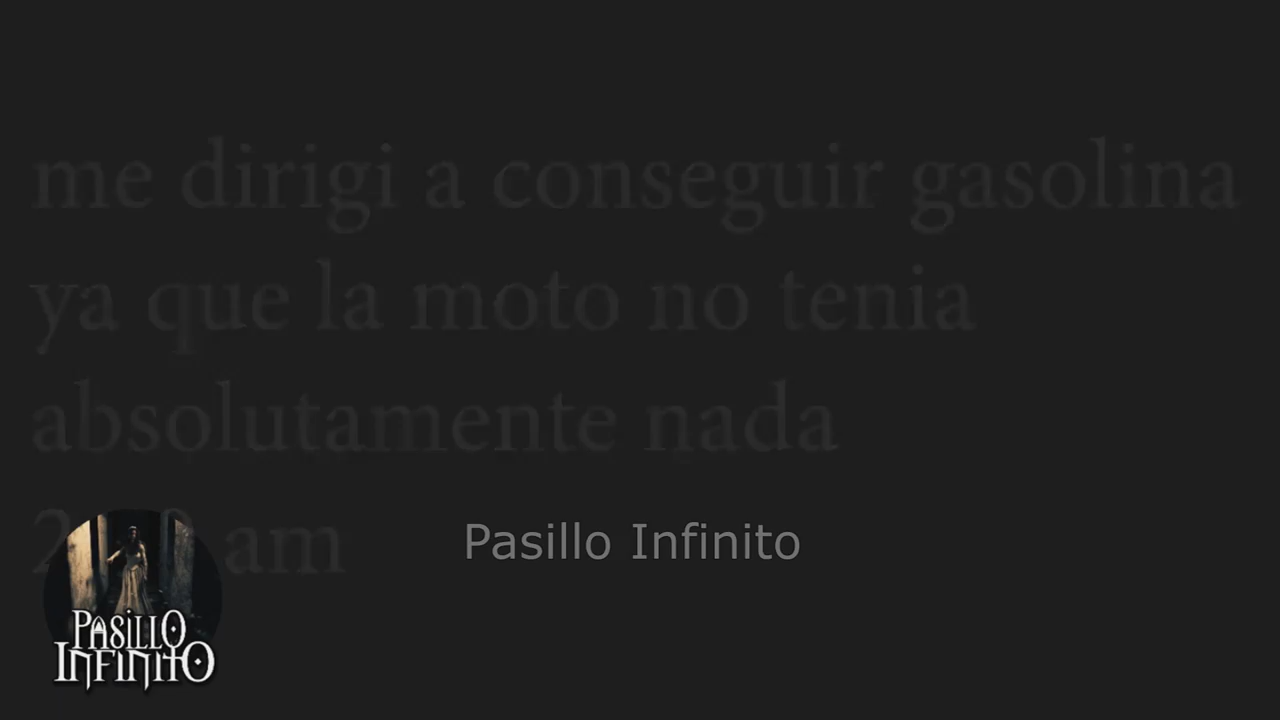 me dirigi a conseguir gasolina
ya que la moto no tenia
absolutamente nada
am
Pasillo Infinito
PASILLO
INFINITO